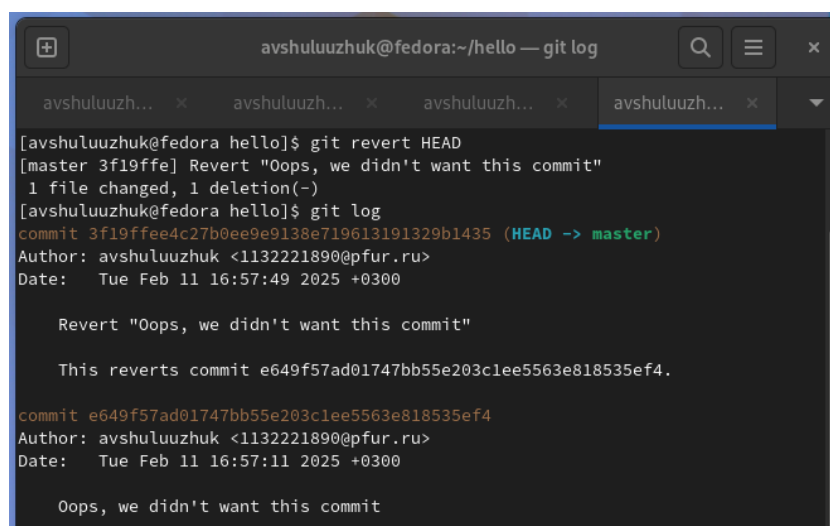 avshuluuzhuk@fedora:~/hello — git log
avshuluuzh... × avshuluuzh... × avshuluuzh... × avshuluuzh... ×
[avshuluuzhuk@fedora hello]$ git revert HEAD
[master 3f19ffe] Revert "Oops, we didn't want this commit"
1 file changed, 1 deletion(-)
[avshuluuzhuk@fedora hello]$ git log
commit 3f19ffee4c27b0ee9e9138e719613191329b1435 (HEAD -> master)
Author: avshuluuzhuk <1132221890@pfur.ru>
Date:   Tue Feb 11 16:57:49 2025 +0300
Revert "Oops, we didn't want this commit"
This reverts commit e649f57ad01747bb55e203c1ee5563e818535ef4.
commit e649f57ad01747bb55e203c1ee5563e818535ef4
Author: avshuluuzhuk <1132221890@pfur.ru>
Date:   Tue Feb 11 16:57:11 2025 +0300
Oops, we didn't want this commit